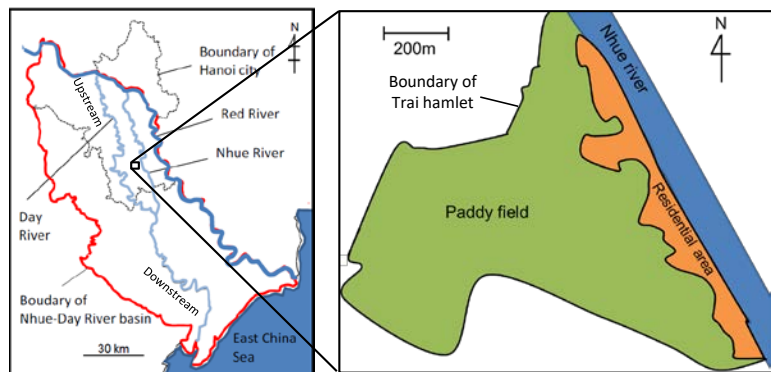 Boundary of
Hanoi city
N
Upstream
Red River
Nhue River
Day
River
Boudary of
Nhue-Day River basin
Downstream
30 km
East China
Sea
200m
Nhue river
N
Boundary of
Trai hamlet
Paddy field
Residential area